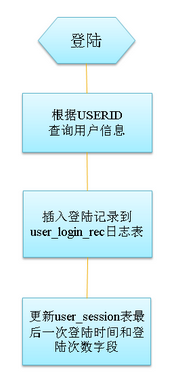 登陆
根据USERID
查询用户信息
插入登陆记录到
user_login_rec日志表
更新user_session表最
后一次登陆时间和登
陆次数字段